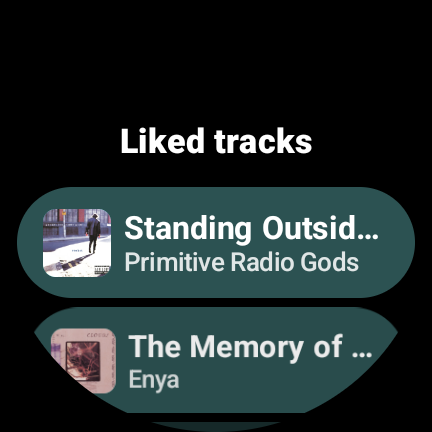 Liked tracks
Standing Outsid...
Primitive Radio Gods
The Memory of ...
Enya